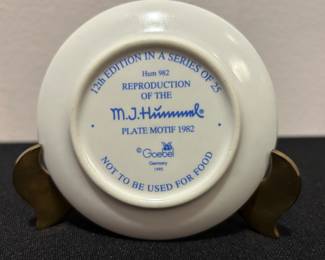 12th EDITION IN A SERIES OF 25
Hum 982
REPRODUCTION
OF THE
M.J.Hummel
PLATE MOTIF 1982
© Goebel
Germany
NOT TO BE USED FOR FOOD